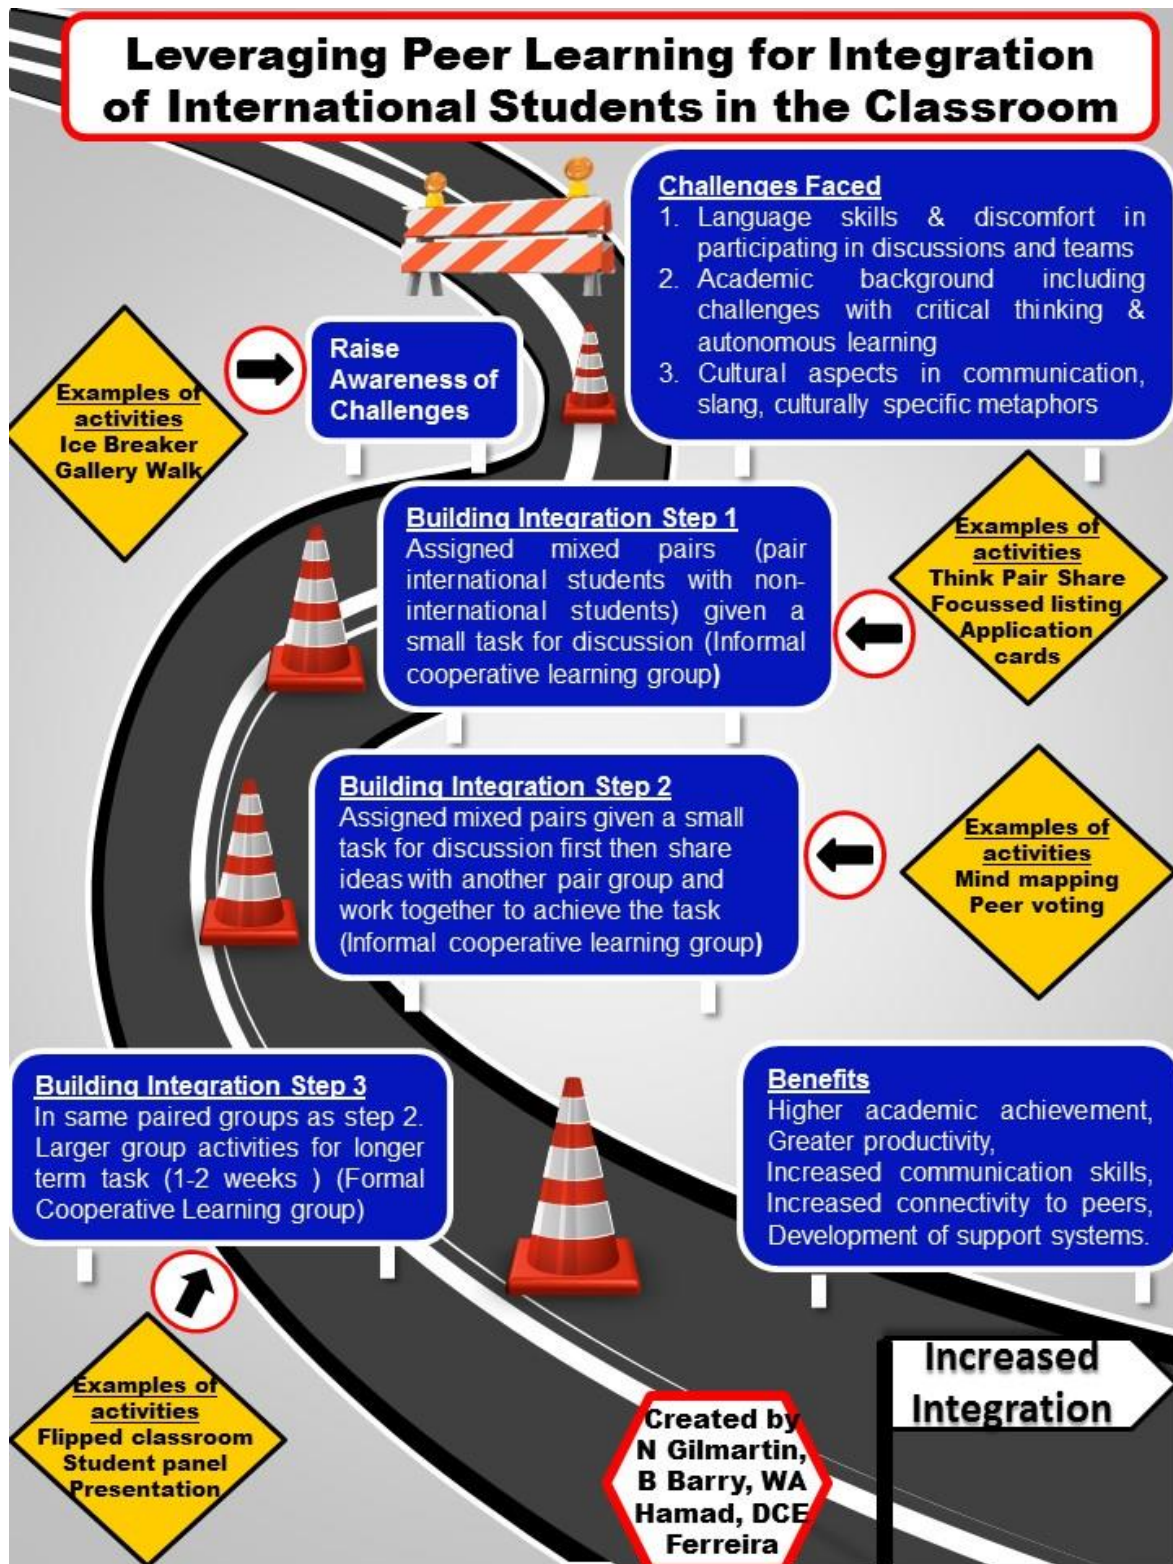 Leveraging Peer Learning for Integration
of International Students in the Classroom
Challenges Faced
1. Language skills & discomfort in
participating in discussions and teams
2. Academic background including
challenges with critical thinking &
autonomous learning
3. Cultural aspects in communication,
slang, culturally specific metaphors
Raise
Awareness of
Challenges
Examples of
activities
Ice Breaker
Gallery Walk
Building Integration Step 1
Assigned mixed pairs (pair
international students with non-
international students) given a
small task for discussion (Informal
cooperative learning group)
Examples of
activities
Think Pair Share
Focussed listing
Application
cards
Building Integration Step 2
Assigned mixed pairs given a small
task for discussion first then share
ideas with another pair group and
work together to achieve the task
(Informal cooperative learning group)
Examples of
activities
Mind mapping
Peer voting
Building Integration Step 3
In same paired groups as step 2.
Larger group activities for longer
term task (1-2 weeks ) (Formal
Cooperative Learning group)
Examples of
activities
Flipped classroom
Student panel
Presentation
Benefits
Higher academic achievement,
Greater productivity,
Increased communication skills,
Increased connectivity to peers,
Development of support systems.
Increased
Integration
Created by
N Gilmartin,
B Barry, WA
Hamad, DCE
Ferreira